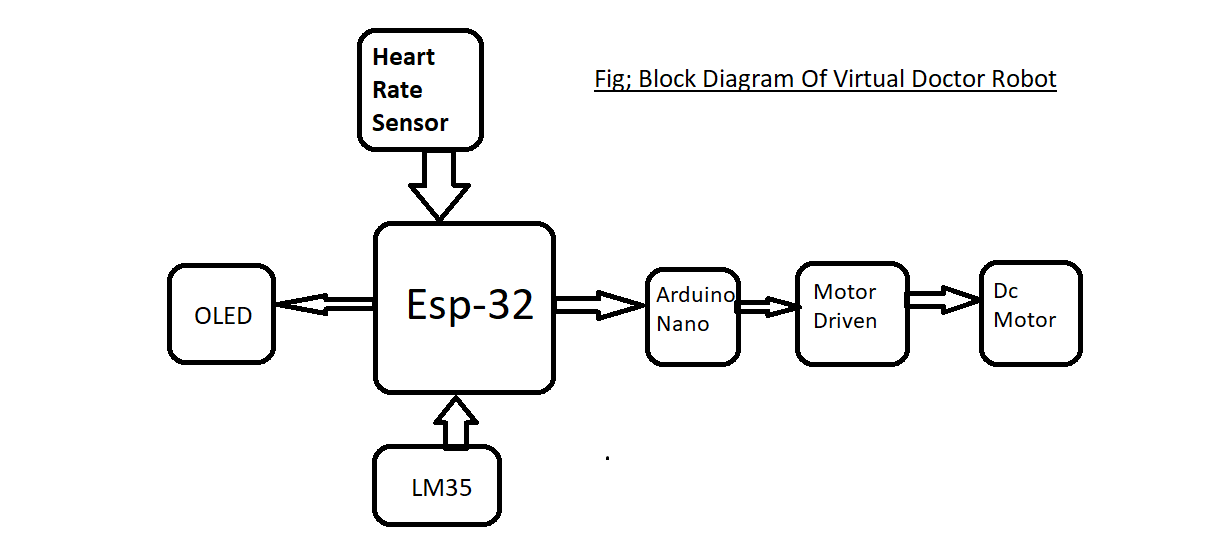 Heart
Rate
Sensor
Fig; Block Diagram Of Virtual Doctor Robot
OLED
Esp-32
Arduino
Nano
Motor
Driven
Dc
Motor
LM35
.